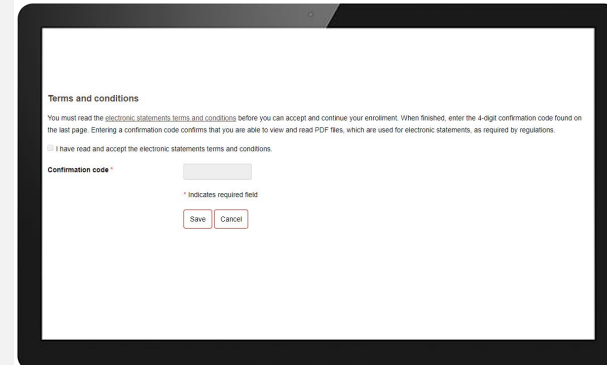 Terms and conditions
You must read the electronic statements terms and conditions before you can accept and continue your enrollment. When finished, enter the 4-digit confirmation code found on
the last page. Entering a confirmation code confirms that you are able to view and read PDF files, which are used for electronic statements, as required by regulations.
I have read and accept the electronic statements terms and conditions.
Confirmation code *
* Indicates required field
Save Cancel